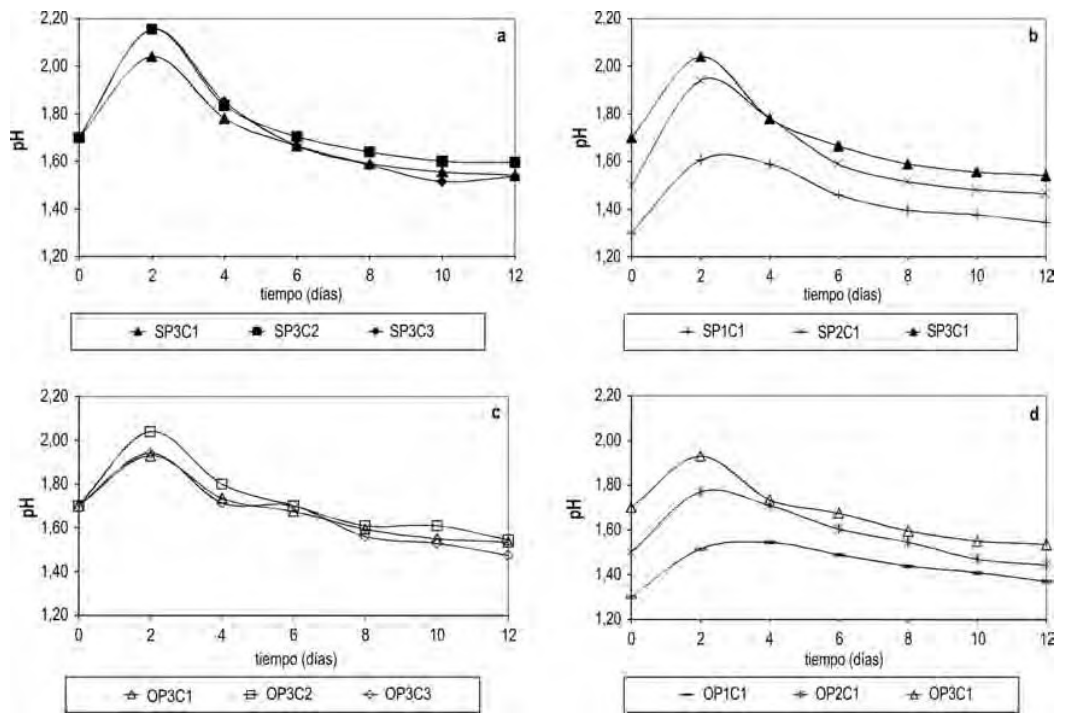 2,20
2,00
1,80
1,60
1,40
1,20
pH
a
0 2 4 6 8 10 12
tiempo (días)
SP3C1 SP3C2 SP3C3
2,20
2,00
1,80
1,60
1,40
1,20
pH
b
0 2 4 6 8 10 12
tiempo (días)
SP1C1 SP2C1 SP3C1
2,20
2,00
1,80
1,60
1,40
1,20
pH
c
0 2 4 6 8 10 12
tiempo (días)
OP3C1 OP3C2 OP3C3
2,20
2,00
1,80
1,60
1,40
1,20
pH
d
0 2 4 6 8 10 12
tiempo (días)
OP1C1 OP2C1 OP3C1